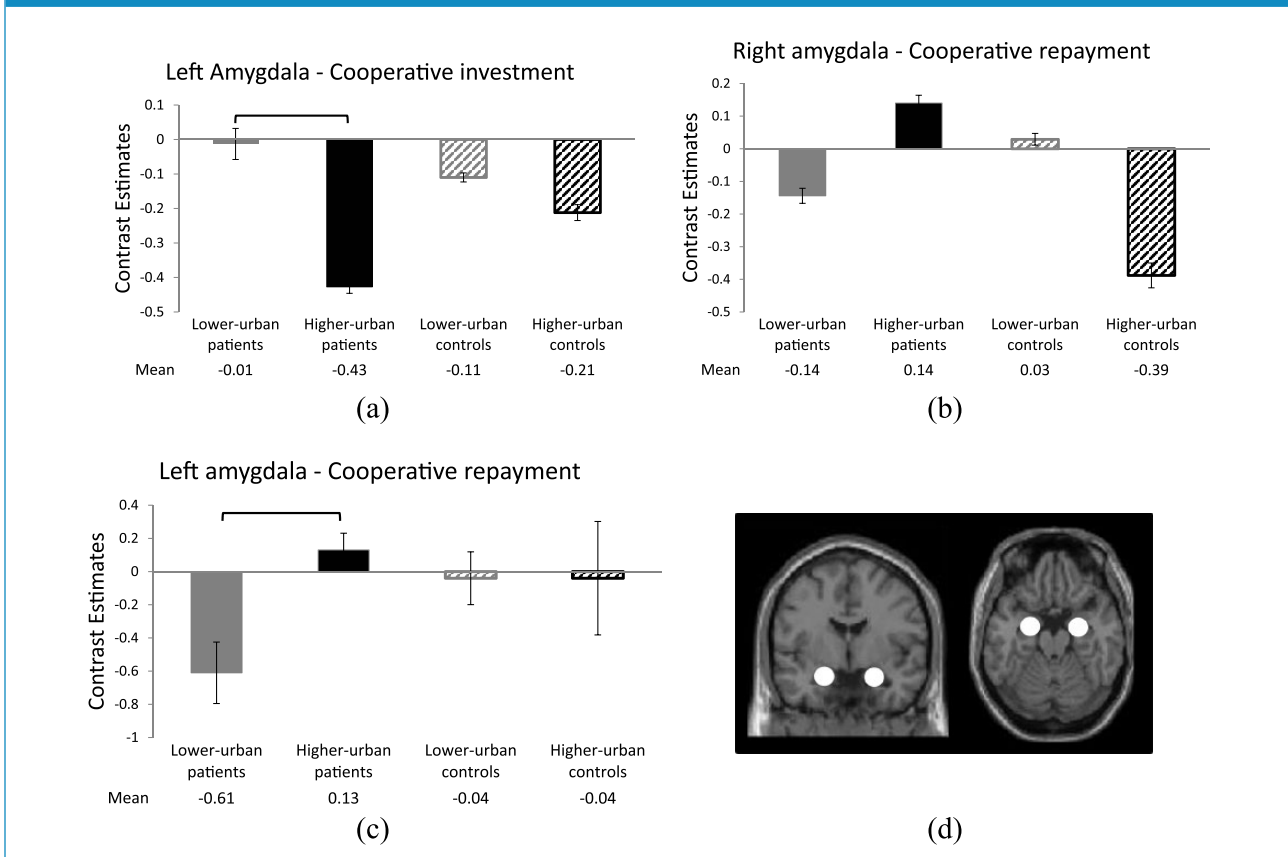 Left Amygdala - Cooperative investment
Contrast Estimates
0.1
0
-0.1
-0.2
-0.3
-0.4
-0.5
Lower-urban patients
Higher-urban patients
Lower-urban controls
Higher-urban controls
Mean -0.01 -0.43 -0.11 -0.21
(a)
Right amygdala - Cooperative repayment
Contrast Estimates
0.2
0.1
0
-0.1
-0.2
-0.3
-0.4
-0.5
Lower-urban patients
Higher-urban patients
Lower-urban controls
Higher-urban controls
Mean -0.14 0.14 0.03 -0.39
(b)
Left amygdala - Cooperative repayment
Contrast Estimates
0.4
0.2
0
-0.2
-0.4
-0.6
-0.8
-1
Lower-urban patients
Higher-urban patients
Lower-urban controls
Higher-urban controls
Mean -0.61 0.13 -0.04 -0.04
(c)
(d)